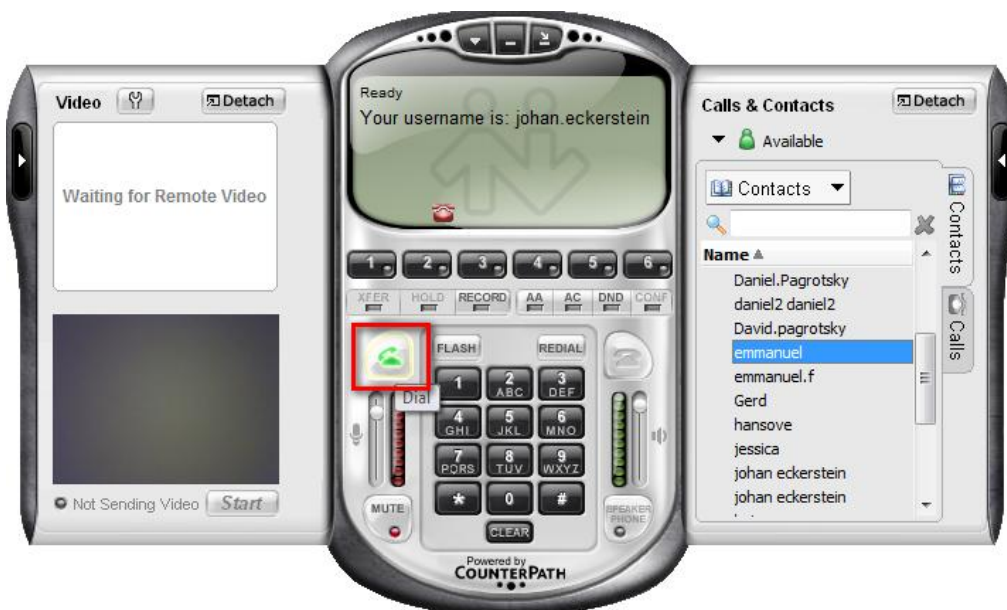 Video
Detach
Waiting for Remote Video
Not Sending Video Start
Ready
Your username is: johan.eckerstein
1 2 3 4 5 6
XFER HOLD RECORD AA AC DND CONF
FLASH REDIAL
Dial
1 2 ABC 3 DEF
4 GHI 5 JKL 6 MNO
7 PQRS 8 TUV 9 WXYZ
* 0 #
MUTE
SPEAKER
PHONE
CLEAR
Powered by
COUNTERPATH
Calls & Contacts
Detach
Available
Contacts
Name
Daniel.Pagrotsky
daniel2 daniel2
David.pagrotsky
emmanuel
emmanuel.f
Gerd
hansove
jessica
johan eckerstein
johan eckerstein
Contacts
Calls